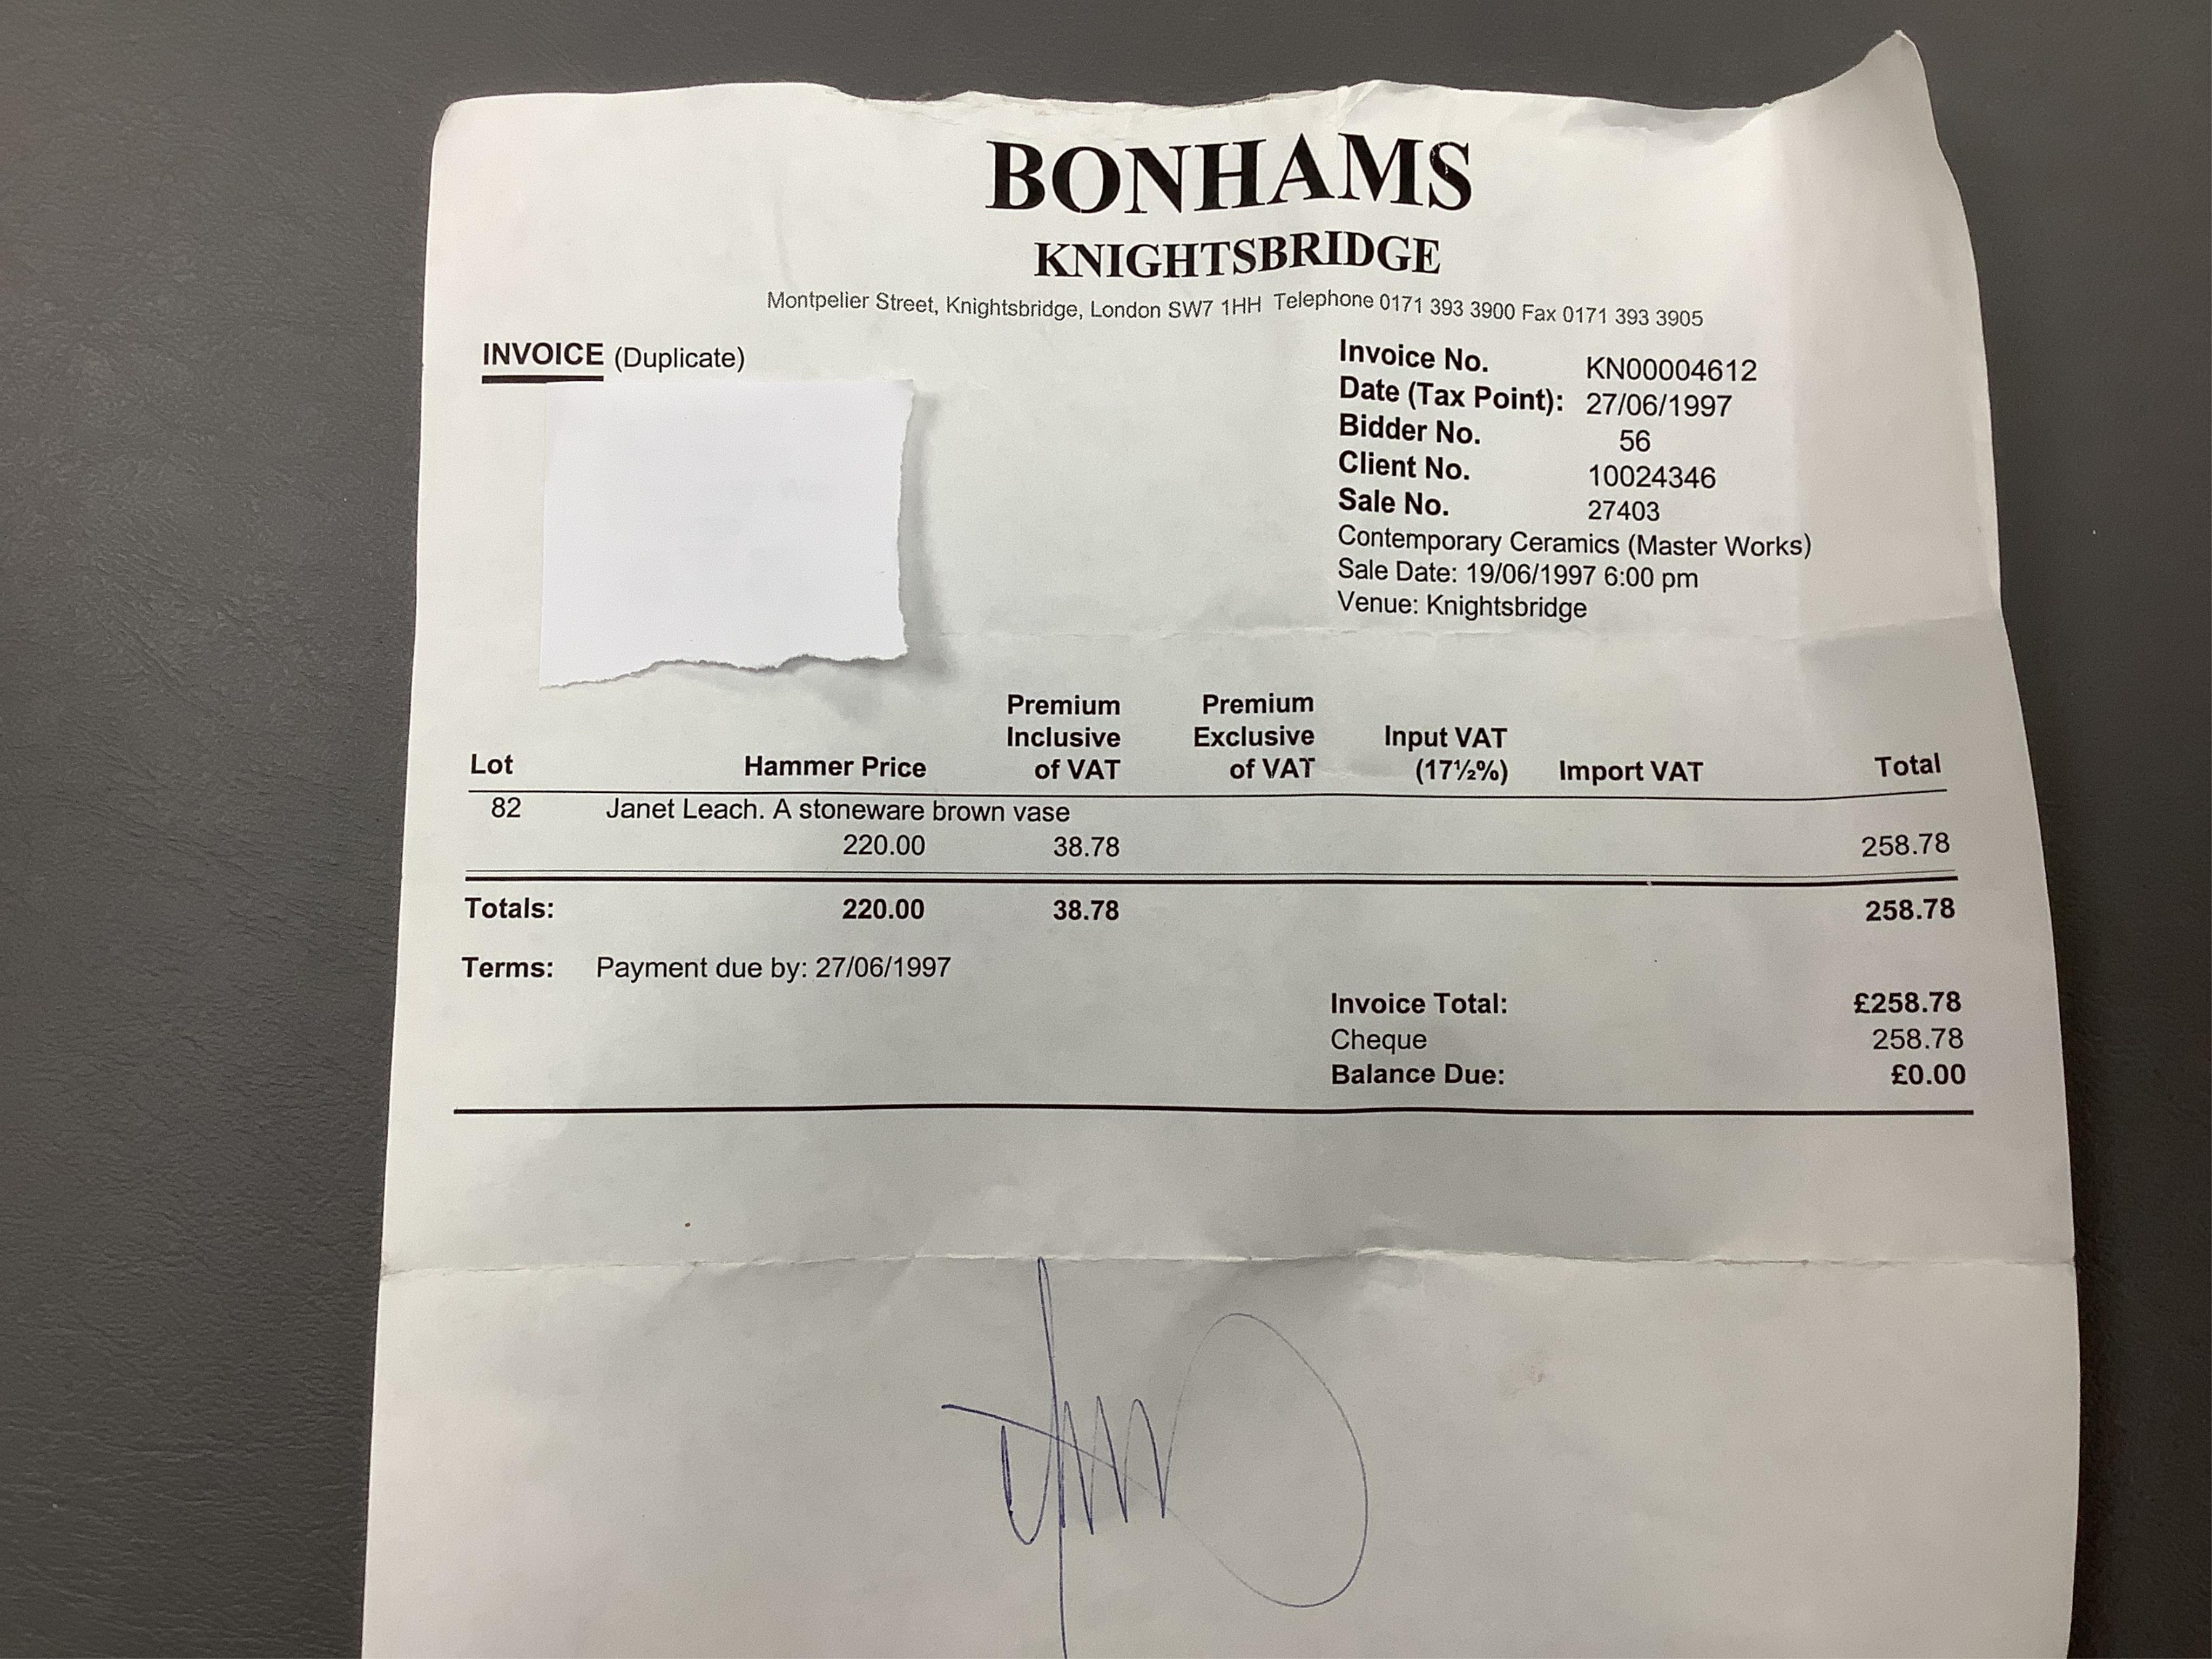 BONHAMS
KNIGHTSBRIDGE
Montpelier Street, Knightsbridge, London SW7 1HH Telephone 0171 393 3900 Fax 0171 393 3905
INVOICE (Duplicate)
Invoice No. KN00004612
Date (Tax Point): 27/06/1997
Bidder No. 56
Client No. 10024346
Sale No. 27403
Contemporary Ceramics (Master Works)
Sale Date: 19/06/1997 6:00 pm
Venue: Knightsbridge
Premium Premium
Inclusive Exclusive Input VAT
Lot Hammer Price of VAT of VAT (17½%) Import VAT Total
82 Janet Leach. A stoneware brown vase
220.00 38.78 258.78
Totals: 220.00 38.78 258.78
Terms: Payment due by: 27/06/1997
Invoice Total: £258.78
Cheque 258.78
Balance Due: £0.00